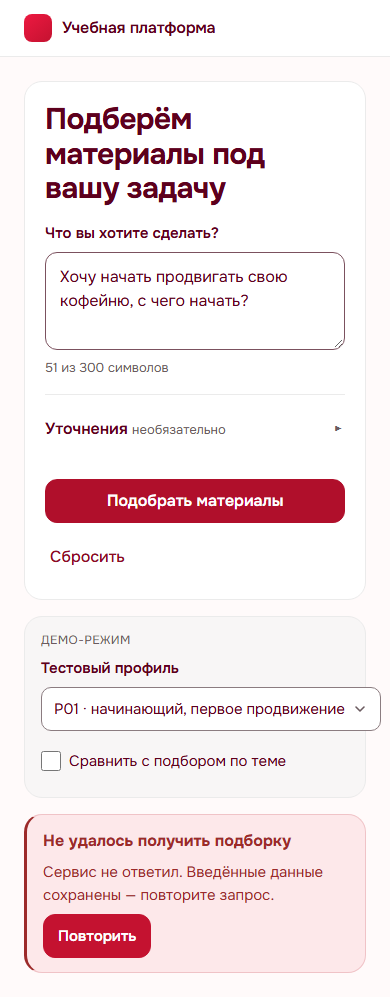 Учебная платформа
Подберём
материалы под
вашу задачу
Что вы хотите сделать?
Хочу начать продвигать свою
кофейню, с чего начать?
51 из 300 символов
Уточнения необязательно
Подобрать материалы
Сбросить
ДЕМО-РЕЖИМ
Тестовый профиль
P01 · начинающий, первое продвижение
Сравнить с подбором по теме
Не удалось получить подборку
Сервис не ответил. Введённые данные
сохранены — повторите запрос.
Повторить